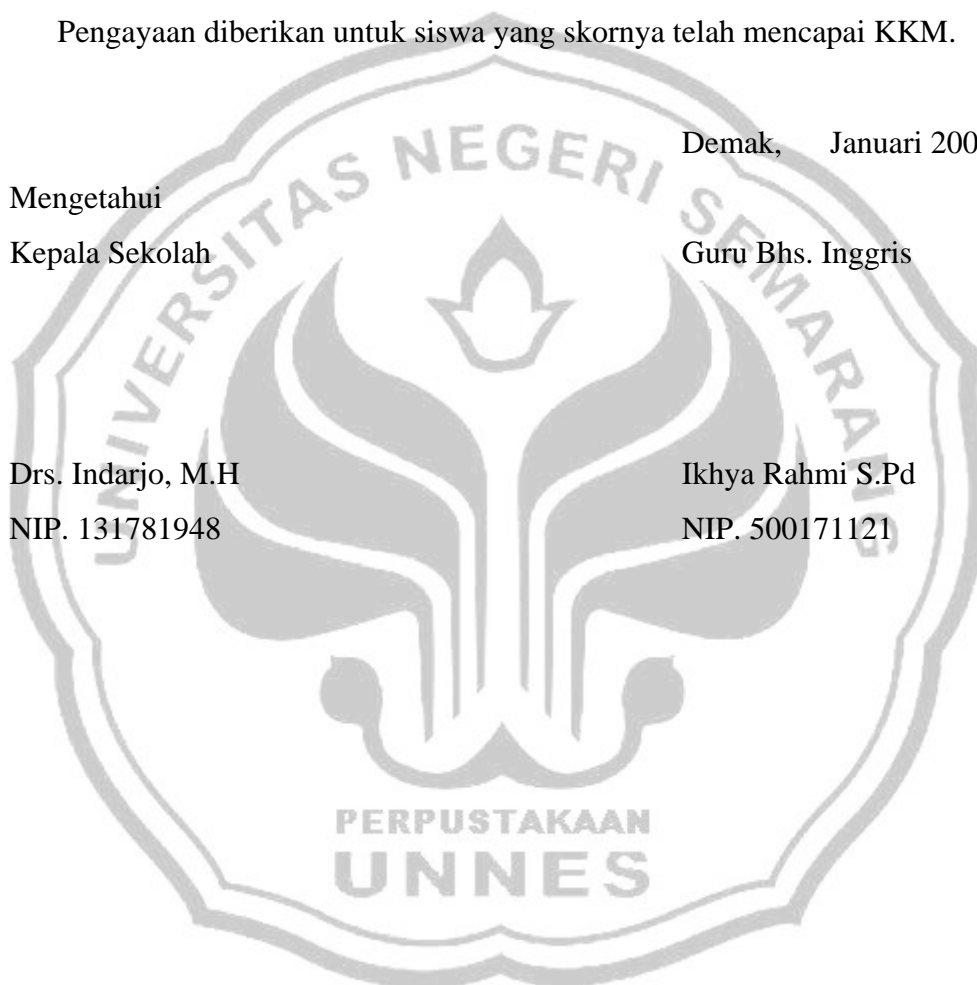 Pengayaan diberikan untuk siswa yang skornya telah mencapai KKM.
Demak, Januari 200
Mengetahui
Kepala Sekolah Guru Bhs. Inggris
Drs. Indarjo, M.H Ikhya Rahmi S.Pd
NIP. 131781948 NIP. 500171121
UNIVERSITAS NEGERI SEMARANG
PERPUSTAKAAN
UNNES